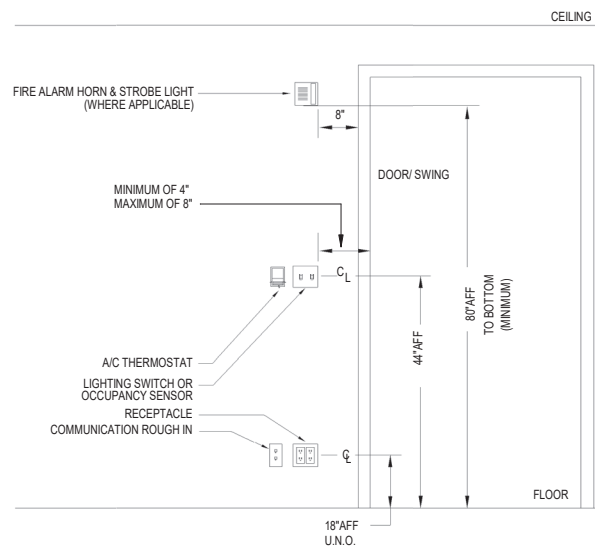 CEILING
FIRE ALARM HORN & STROBE LIGHT
(WHERE APPLICABLE)
8"
DOOR/ SWING
MINIMUM OF 4"
MAXIMUM OF 8"
CL
80"AFF
TO BOTTOM
(MINIMUM)
44"AFF
A/C THERMOSTAT
LIGHTING SWITCH OR
OCCUPANCY SENSOR
RECEPTACLE
COMMUNICATION ROUGH IN
℄
FLOOR
18"AFF
U.N.O.